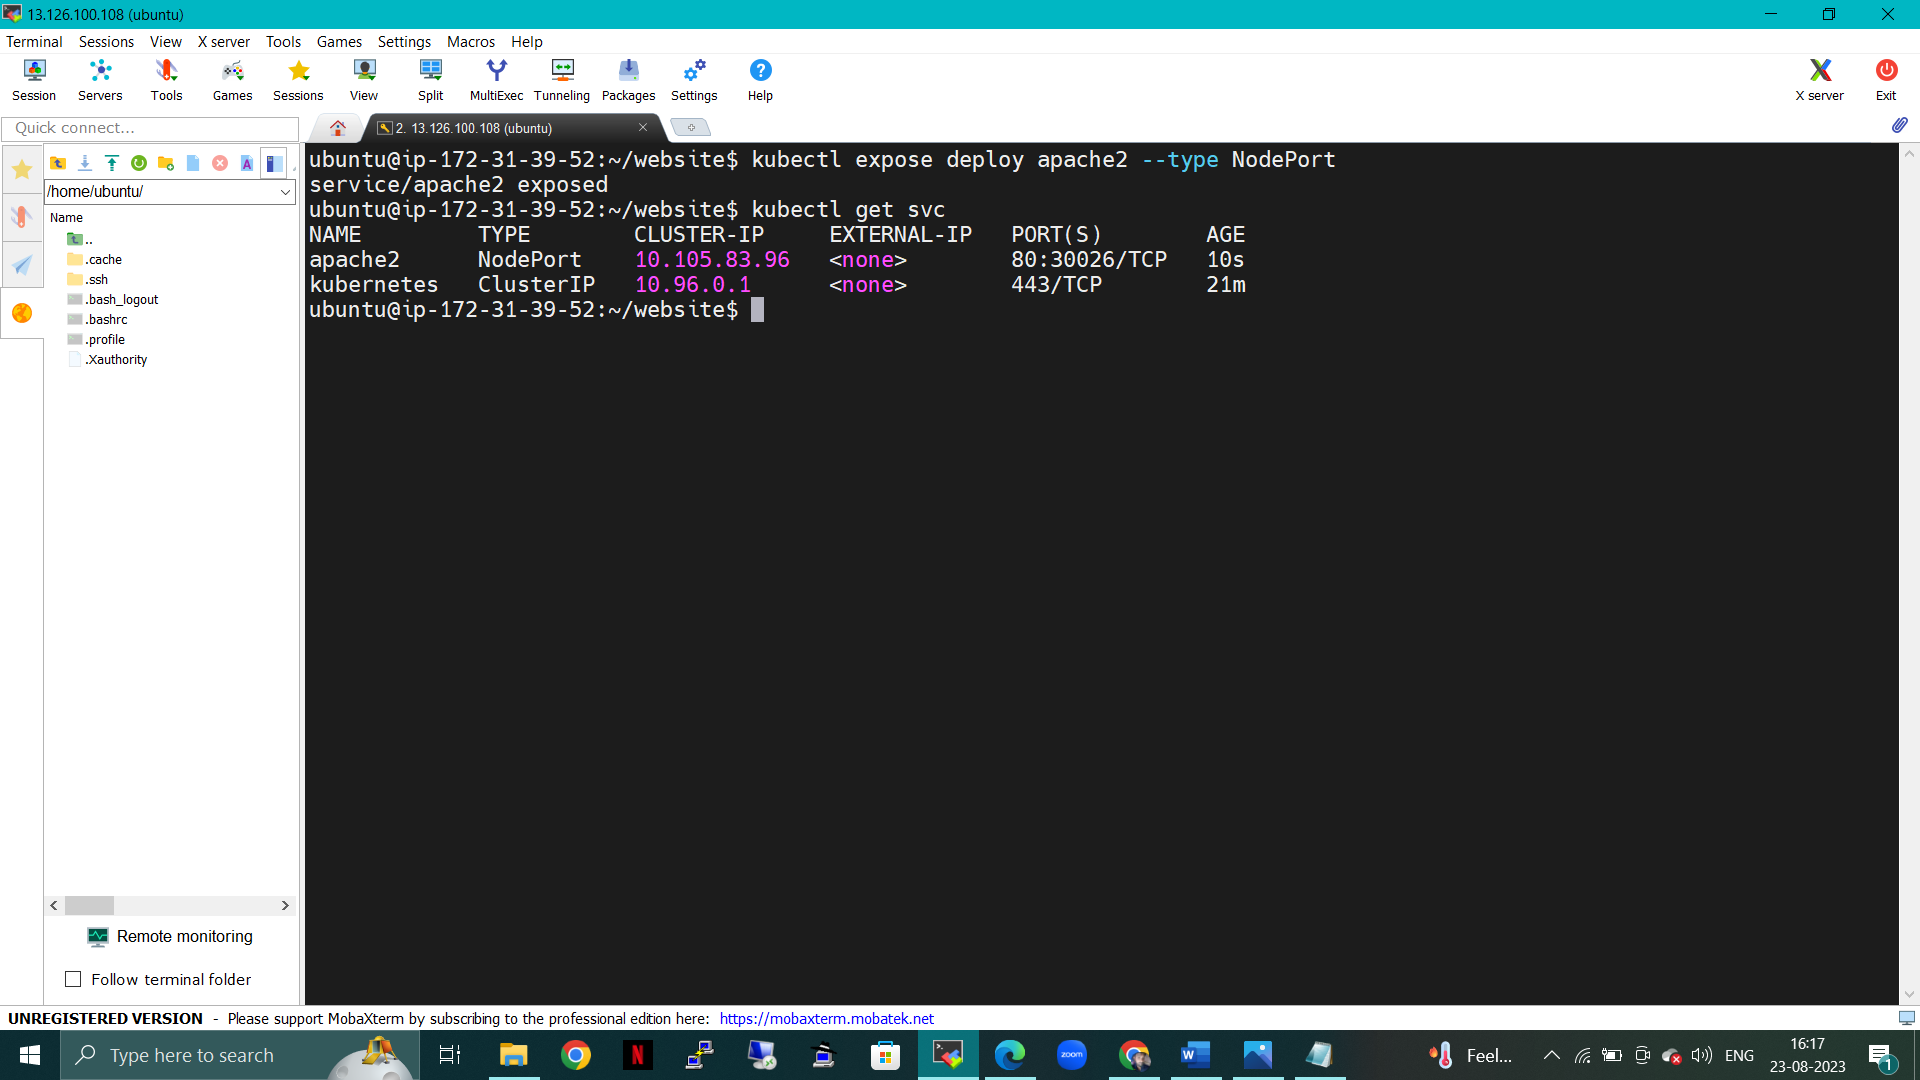 13.126.100.108 (ubuntu)
Terminal Sessions View X server Tools Games Settings Macros Help
Session Servers Tools Games Sessions View Split MultiExec Tunneling Packages Settings Help X server Exit
Quick connect...
2. 13.126.100.108 (ubuntu)
/home/ubuntu/
Name
..
.cache
.ssh
.bash_logout
.bashrc
.profile
.Xauthority
Remote monitoring
Follow terminal folder
ubuntu@ip-172-31-39-52:~/website$ kubectl expose deploy apache2 --type NodePort
service/apache2 exposed
ubuntu@ip-172-31-39-52:~/website$ kubectl get svc
NAME TYPE CLUSTER-IP EXTERNAL-IP PORT(S) AGE
apache2 NodePort 10.105.83.96 <none> 80:30026/TCP 10s
kubernetes ClusterIP 10.96.0.1 <none> 443/TCP 21m
ubuntu@ip-172-31-39-52:~/website$
UNREGISTERED VERSION - Please support MobaXterm by subscribing to the professional edition here: https://mobaxterm.mobatek.net
Type here to search
zoom
Feel...
ENG
16:17
23-08-2023
1